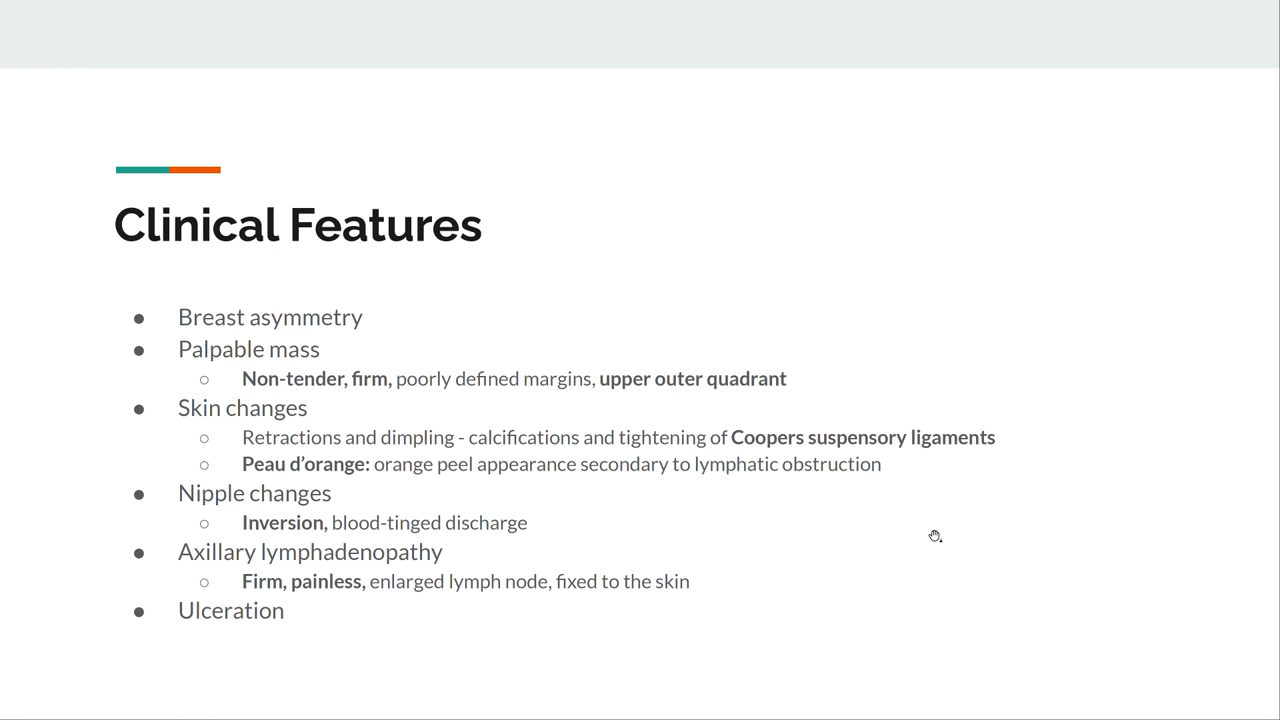 Clinical Features
● Breast asymmetry
● Palpable mass
○ Non-tender, firm, poorly defined margins, upper outer quadrant
● Skin changes
○ Retractions and dimpling - calcifications and tightening of Coopers suspensory ligaments
○ Peau d’orange: orange peel appearance secondary to lymphatic obstruction
● Nipple changes
○ Inversion, blood-tinged discharge
● Axillary lymphadenopathy
○ Firm, painless, enlarged lymph node, fixed to the skin
● Ulceration